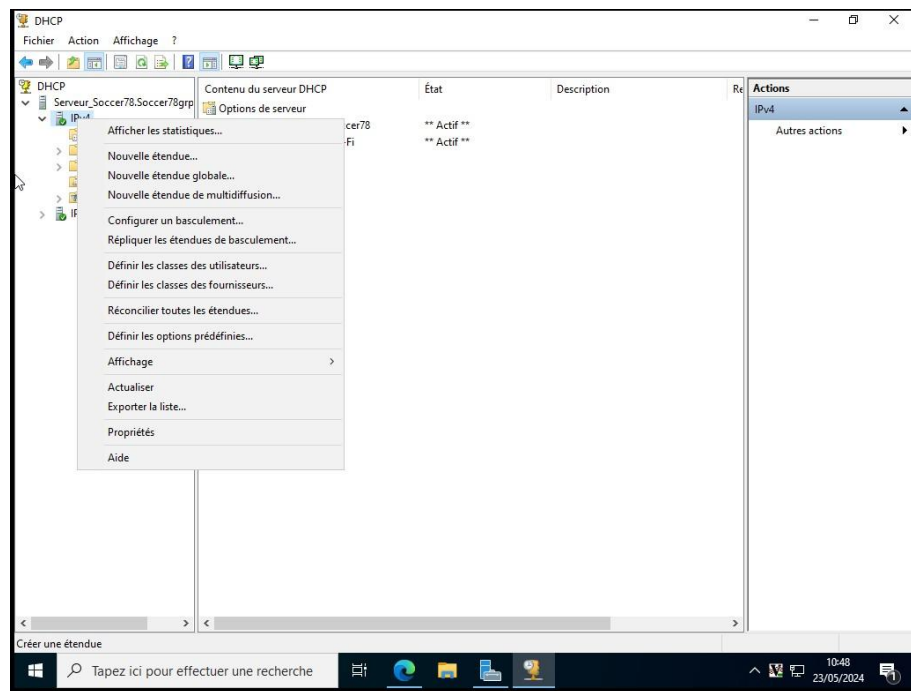 DHCP
Fichier Action Affichage ?
DHCP
Serveur_Soccer78.Soccer78grp
IPv4
Contenu du serveur DHCP État Description Re
Options de serveur
cer78 ** Actif **
-Fi ** Actif **
Actions
IPv4
Autres actions
Afficher les statistiques...
Nouvelle étendue...
Nouvelle étendue globale...
Nouvelle étendue de multidiffusion...
Configurer un basculement...
Répliquer les étendues de basculement...
Définir les classes des utilisateurs...
Définir les classes des fournisseurs...
Réconcilier toutes les étendues...
Définir les options prédéfinies...
Affichage
Actualiser
Exporter la liste...
Propriétés
Aide
Créer une étendue
Tapez ici pour effectuer une recherche
10:48
23/05/2024
1